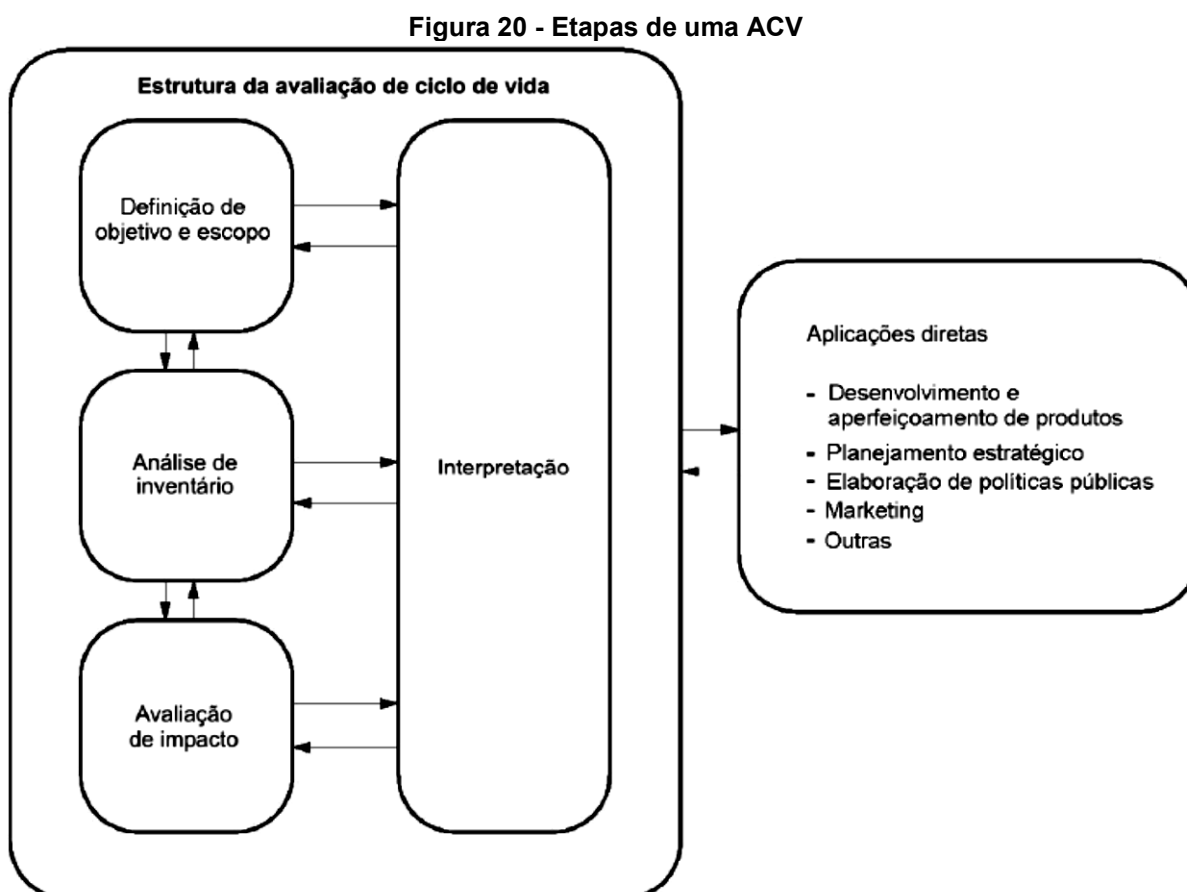 Figura 20 - Etapas de uma ACV
Estrutura da avaliação de ciclo de vida
Definição de
objetivo e escopo
Análise de
inventário
Avaliação
de impacto
Interpretação
Aplicações diretas
- Desenvolvimento e
aperfeiçoamento de produtos
- Planejamento estratégico
- Elaboração de políticas públicas
- Marketing
- Outras